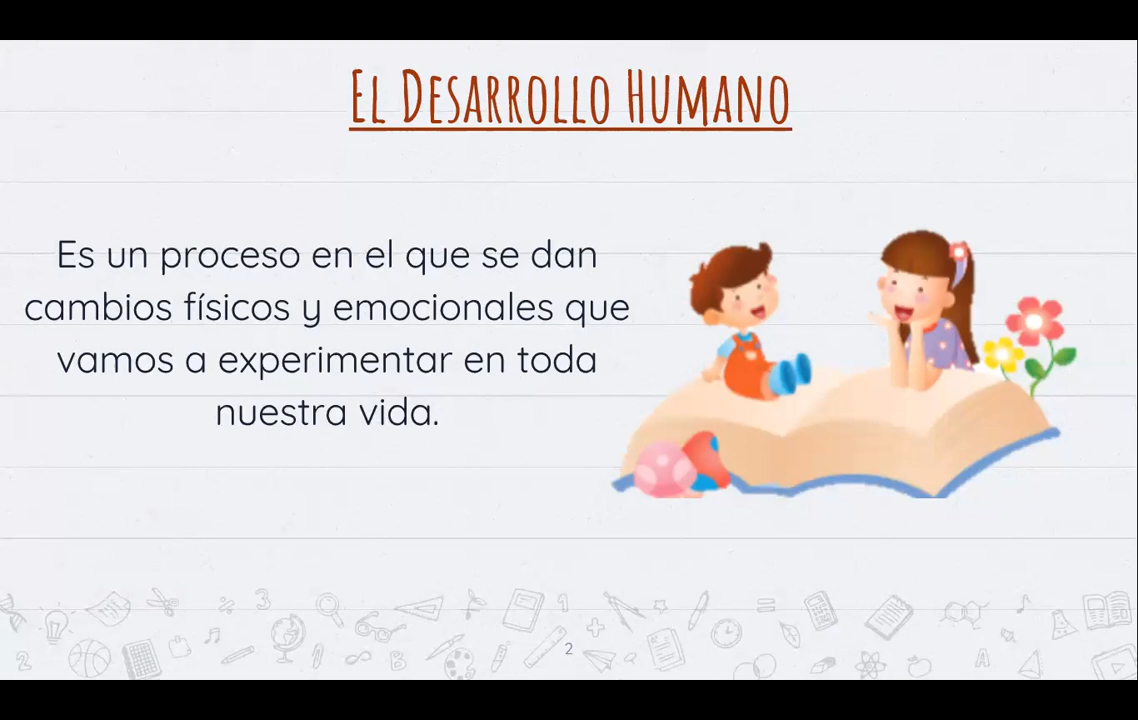 El Desarrollo Humano
Es un proceso en el que se dan
cambios físicos y emocionales que
vamos a experimentar en toda
nuestra vida.
2